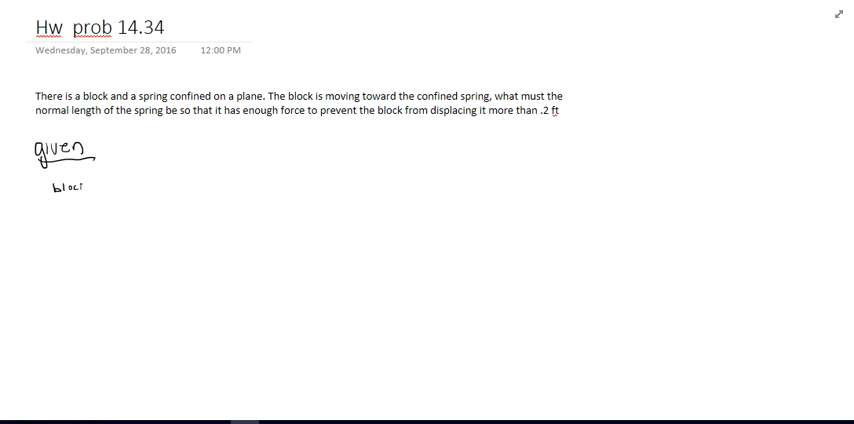 Hw prob 14.34
Wednesday, September 28, 2016 12:00 PM
There is a block and a spring confined on a plane. The block is moving toward the confined spring, what must the
normal length of the spring be so that it has enough force to prevent the block from displacing it more than .2 ft
given